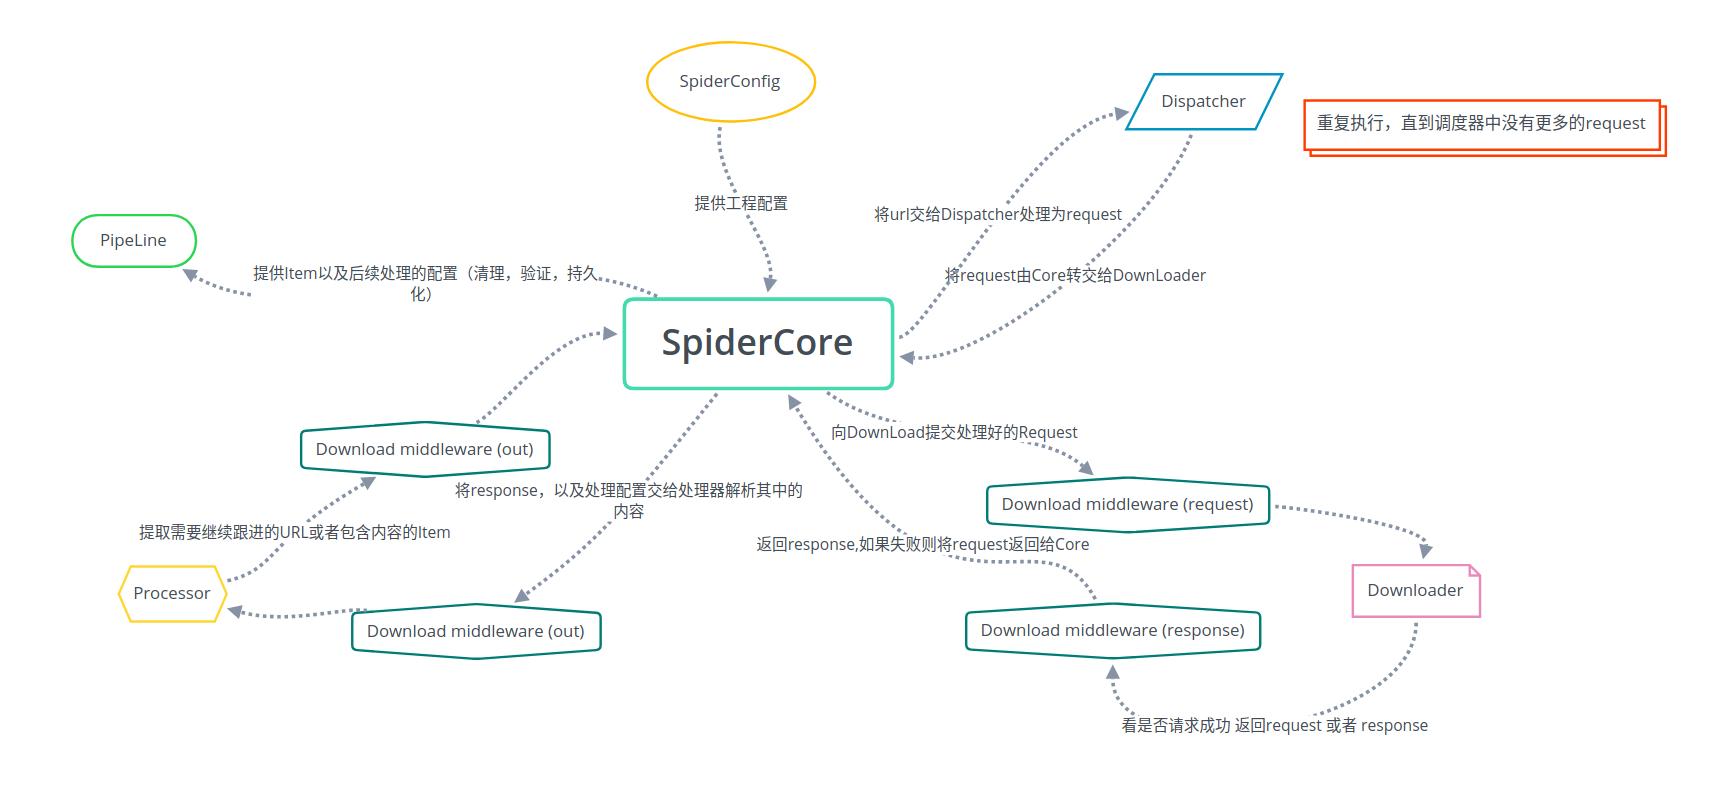 SpiderConfig
Dispatcher
重复执行，直到调度器中没有更多的request
提供工程配置
将url交给Dispatcher处理为request
PipeLine
提供Item以及后续处理的配置（清理，验证，持久
化）
将request由Core转交给DownLoader
SpiderCore
向DownLoad提交处理好的Request
Download middleware (out)
将response，以及处理配置交给处理器解析其中的
内容
Download middleware (request)
提取需要继续跟进的URL或者包含内容的Item
返回response,如果失败则将request返回给Core
Processor
Downloader
Download middleware (out)
Download middleware (response)
看是否请求成功 返回request 或者 response